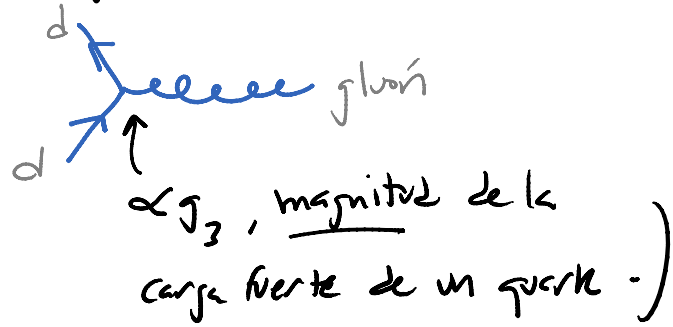 d
gluón
d
∝ g₃, magnitud de la
carga fuerte de un quark.)